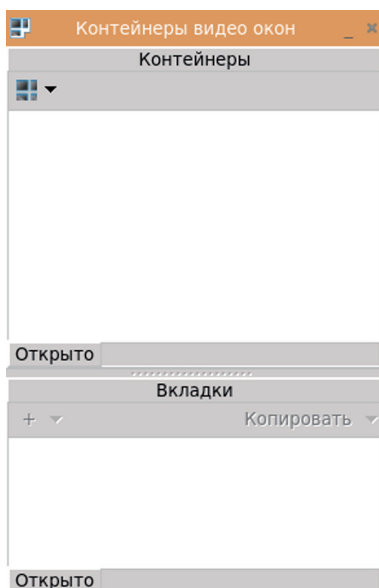 Контейнеры видео окон
Контейнеры
Открыто
Вкладки
+ Копировать
Открыто